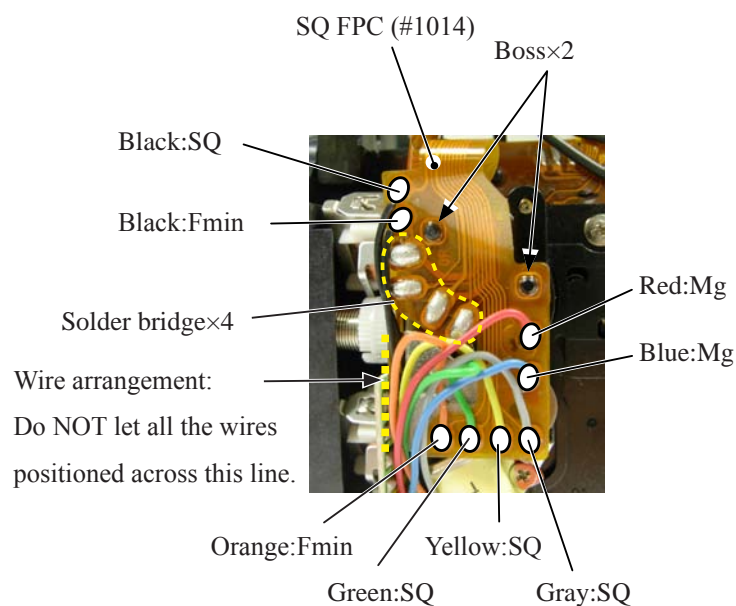 SQ FPC (#1014)
Boss×2
Black:SQ
Black:Fmin
Red:Mg
Solder bridge×4
Blue:Mg
Wire arrangement:
Do NOT let all the wires
positioned across this line.
Orange:Fmin
Yellow:SQ
Green:SQ
Gray:SQ